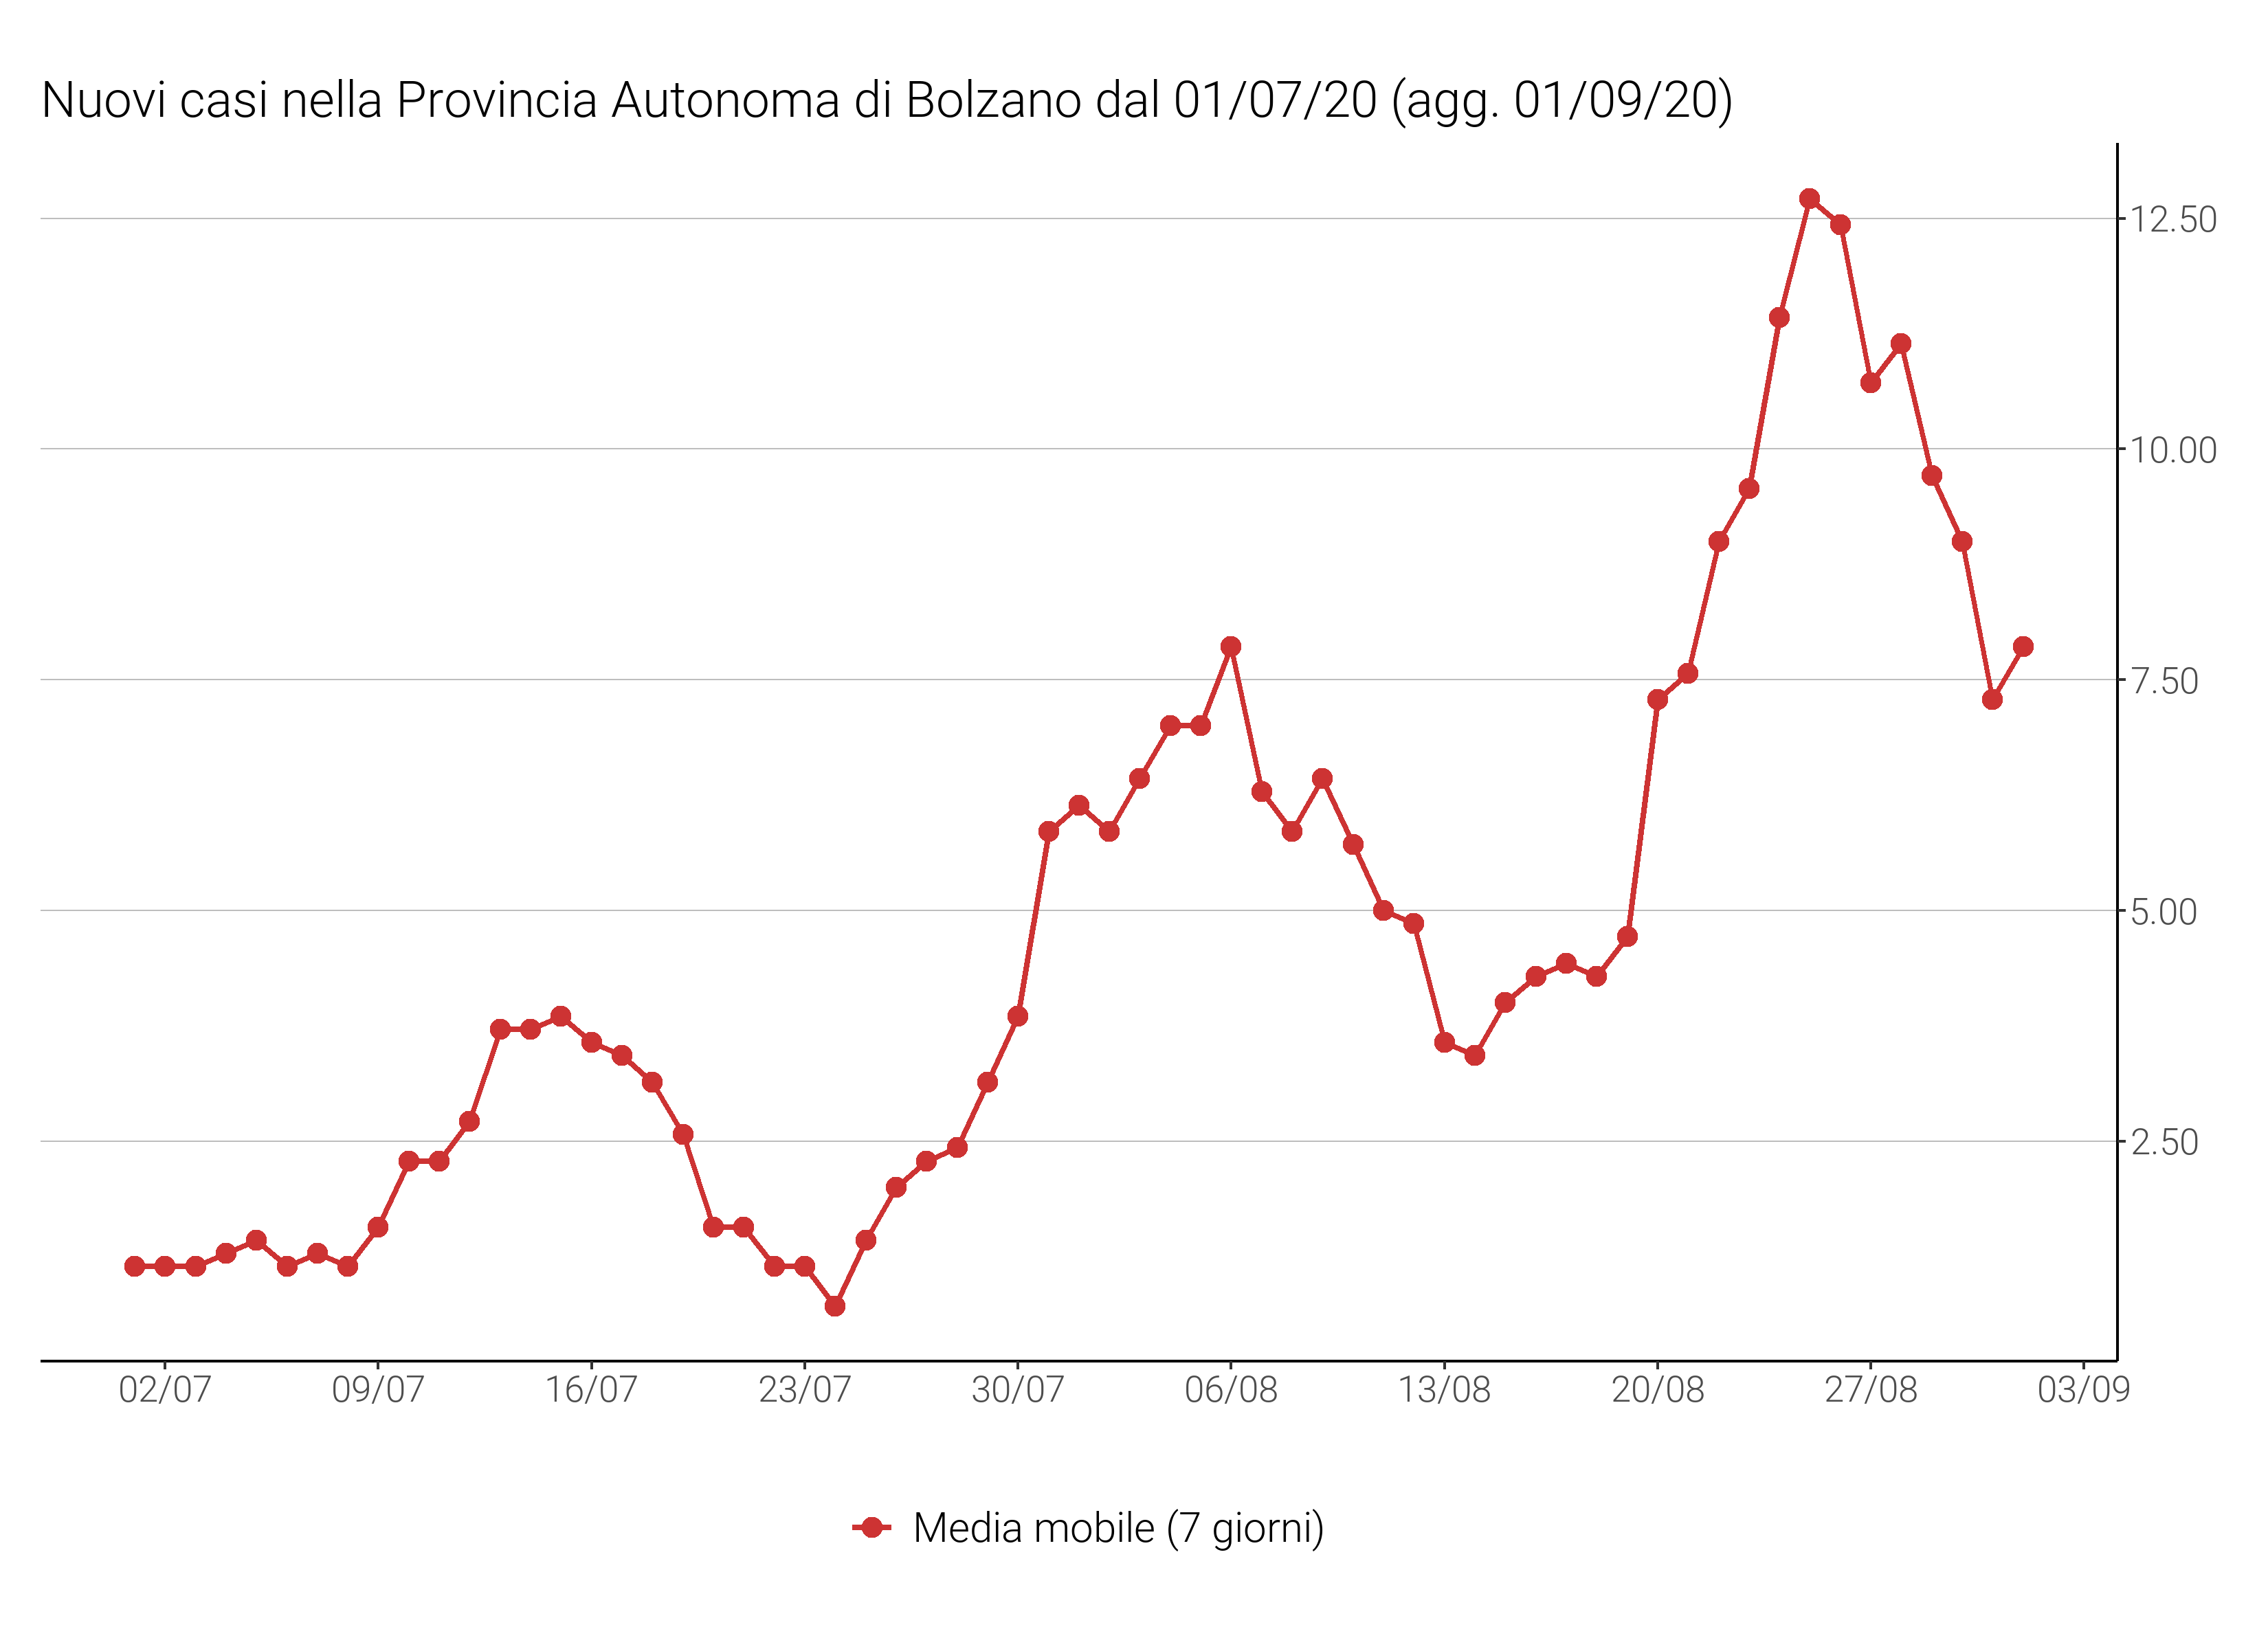 Nuovi casi nella Provincia Autonoma di Bolzano dal 01/07/20 (agg. 01/09/20)
12.50
10.00
7.50
5.00
2.50
02/07 09/07 16/07 23/07 30/07 06/08 13/08 20/08 27/08 03/09
Media mobile (7 giorni)